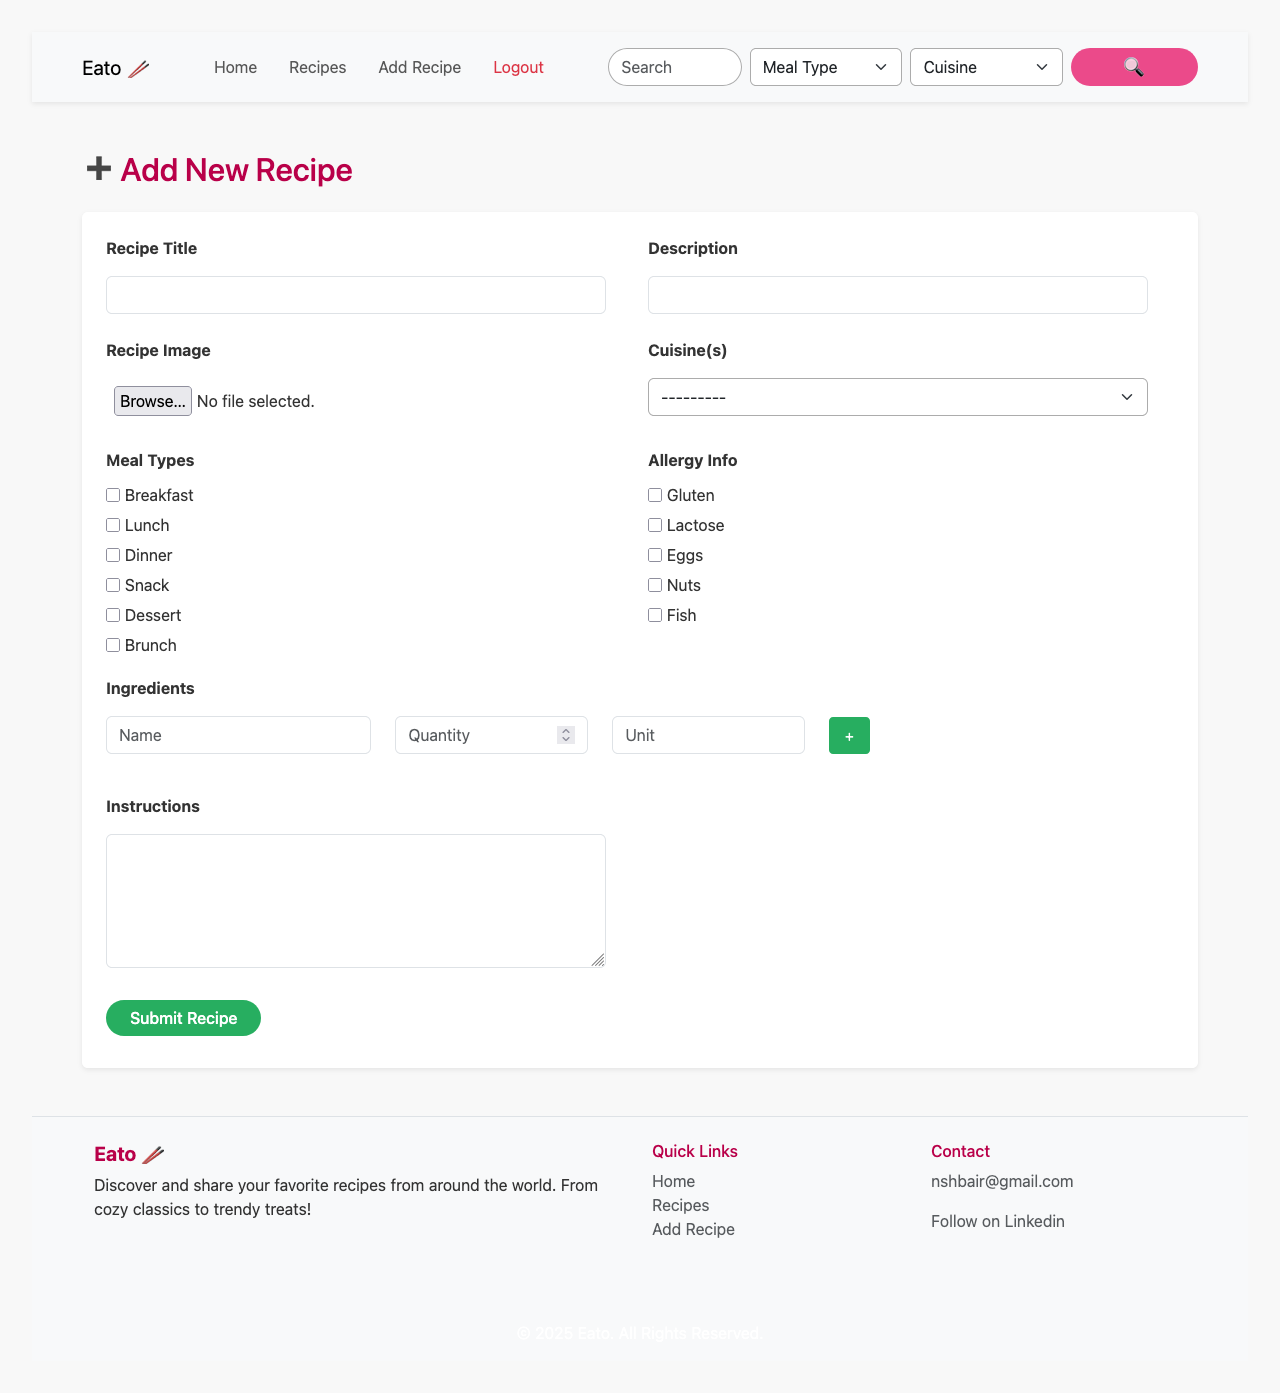 Eato 🥢 Home Recipes Add Recipe Logout Search Meal Type Cuisine 🔍
➕ Add New Recipe
Recipe Title Description
Recipe Image Cuisine(s)
Browse... No file selected. ---------
Meal Types Allergy Info
Breakfast Gluten
Lunch Lactose
Dinner Eggs
Snack Nuts
Dessert Fish
Brunch
Ingredients
Name Quantity Unit +
Instructions
Submit Recipe
Eato 🥢
Discover and share your favorite recipes from around the world. From
cozy classics to trendy treats!
Quick Links
Home
Recipes
Add Recipe
Contact
nshbair@gmail.com
Follow on Linkedin
© 2025 Eato. All Rights Reserved.